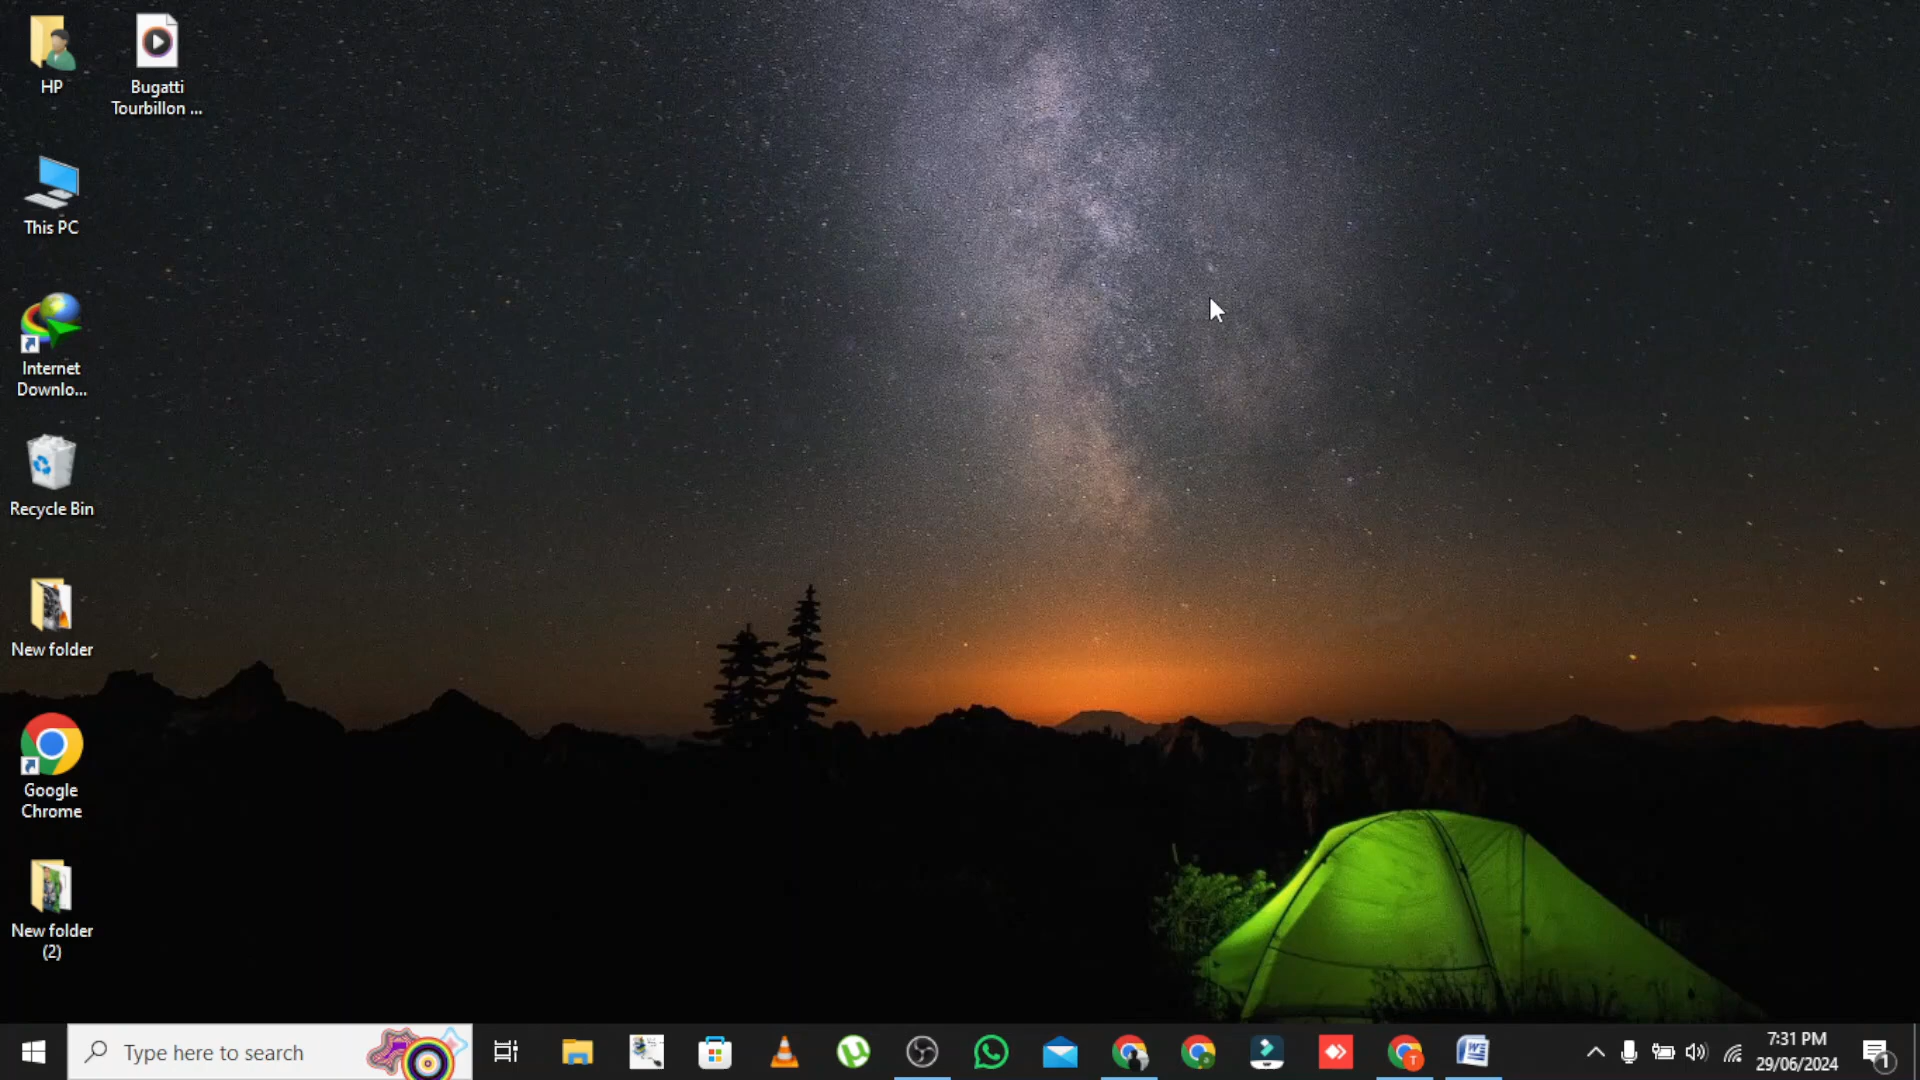 HP
Bugatti
Tourbillon ...
This PC
Internet
Downlo...
Recycle Bin
New folder
Google
Chrome
New folder
(2)
Type here to search
7:31 PM
29/06/2024
1